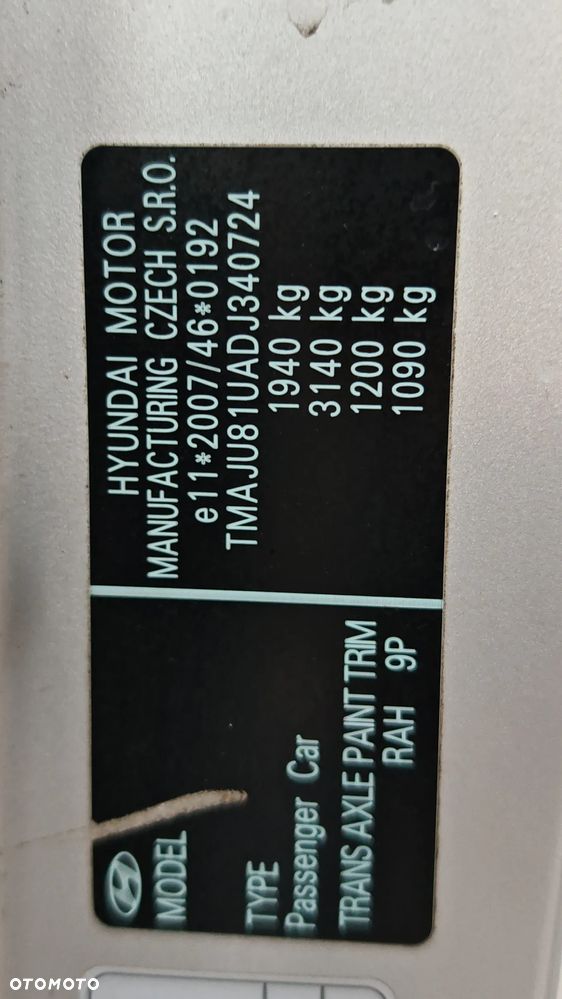 HYUNDAI MOTOR
MANUFACTURING CZECH S.R.O.
e11*2007/46*0192
TMAJU81UADJ340724
1940 kg
3140 kg
1200 kg
1090 kg
MODEL
TYPE
Passenger Car
TRANS AXLE PAINT TRIM
RAH 9P
OTOMOTO